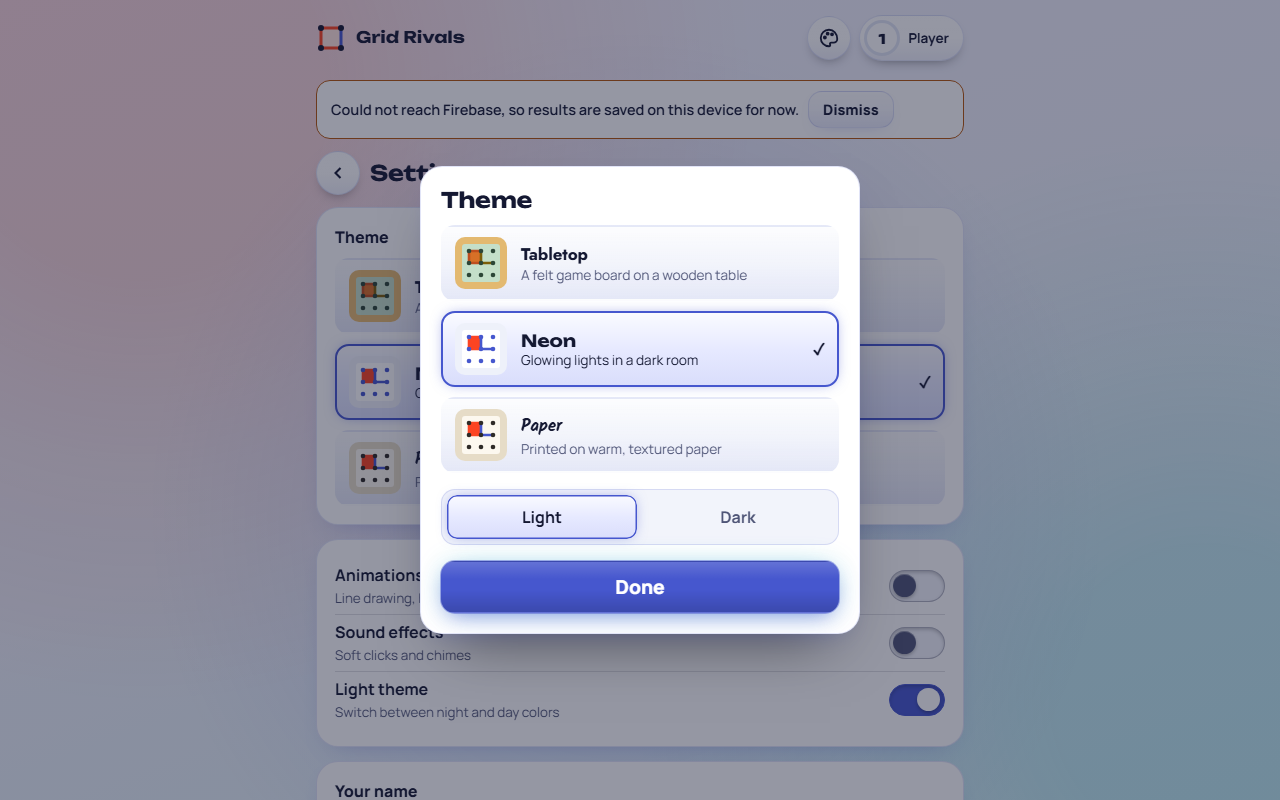 Grid Rivals
1 Player
Could not reach Firebase, so results are saved on this device for now. Dismiss
Theme
Theme
Tabletop
A felt game board on a wooden table
Neon
Glowing lights in a dark room
Paper
Printed on warm, textured paper
Light Dark
Done
Animations
Line drawing,
Sound effects
Soft clicks and chimes
Light theme
Switch between night and day colors
Your name